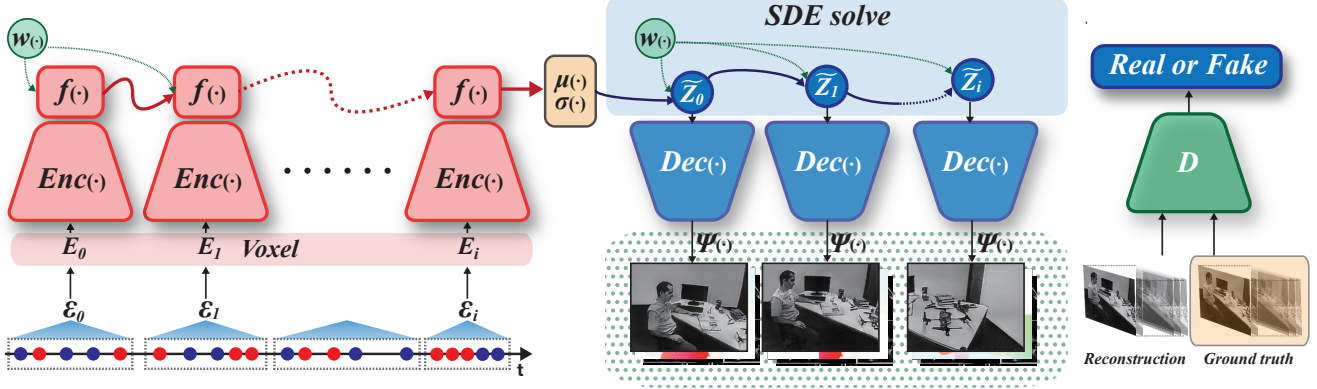 SDE solve
w(·)
w(·)
Real or Fake
f(·)
f(·)
f(·)
μ(·)
σ(·)
Z̃₀
Z̃₁
Z̃ᵢ
Enc(·)
Enc(·)
......
Enc(·)
Dec(·)
Dec(·)
Dec(·)
D
E₀
E₁
Voxel
Eᵢ
Ψ(·)
Ψ(·)
Ψ(·)
ε₀
ε₁
εᵢ
t
Reconstruction
Ground truth